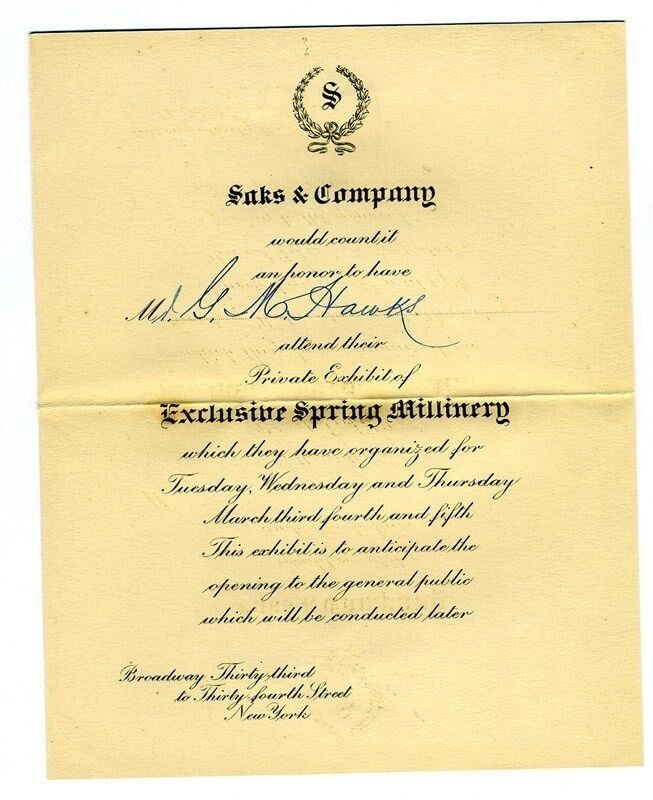 S
Saks & Company
would count it
an honor to have
G. M. Hawks
attend their
Private Exhibit of
Exclusive Spring Millinery
which they have organized for
Tuesday, Wednesday and Thursday
March third fourth and fifth
This exhibit is to anticipate the
opening to the general public
which will be conducted later
Broadway Thirty-third
to Thirty-fourth Street
New York